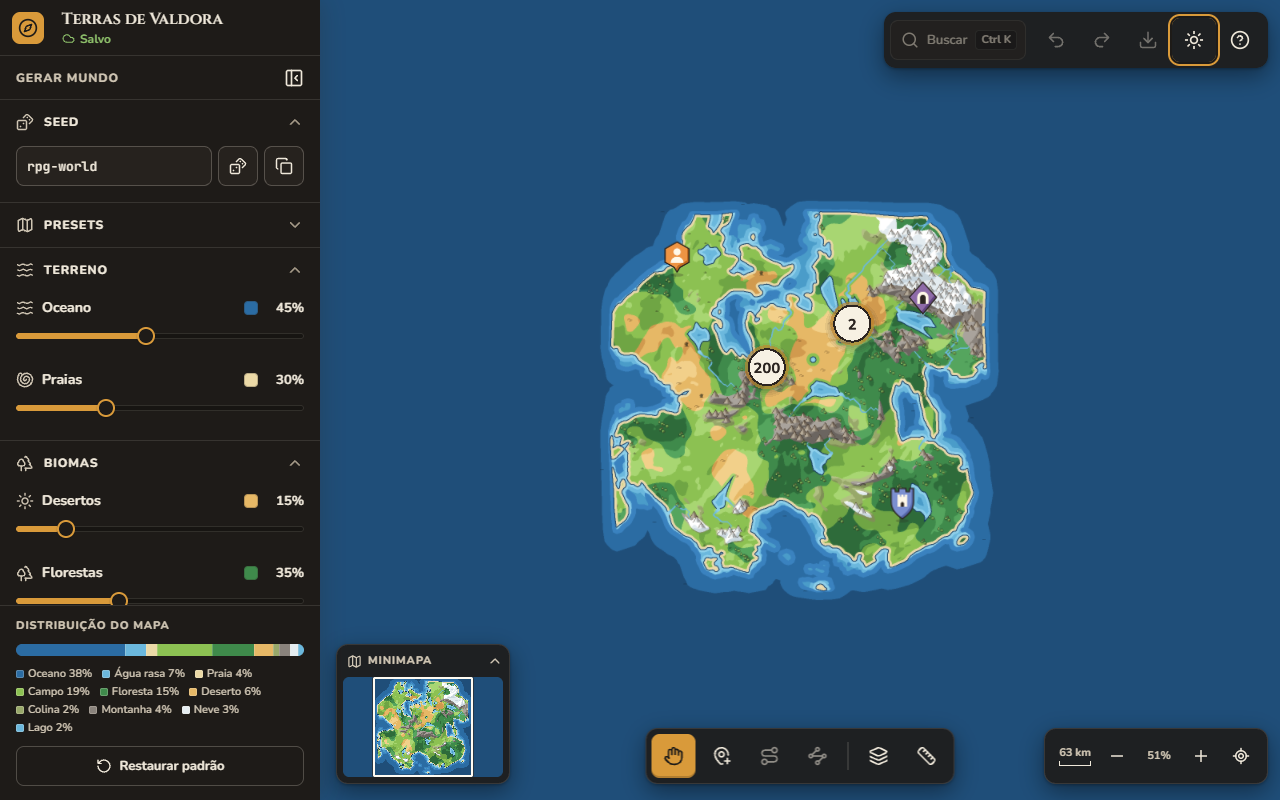 TERRAS DE VALDORA
Salvo
GERAR MUNDO
SEED
rpg-world
PRESETS
TERRENO
Oceano 45%
Praias 30%
BIOMAS
Desertos 15%
Florestas 35%
DISTRIBUIÇÃO DO MAPA
Oceano 38% Água rasa 7% Praia 4%
Campo 19% Floresta 15% Deserto 6%
Colina 2% Montanha 4% Neve 3%
Lago 2%
Restaurar padrão
Buscar Ctrl K
2
200
MINIMAPA
63 km
51%